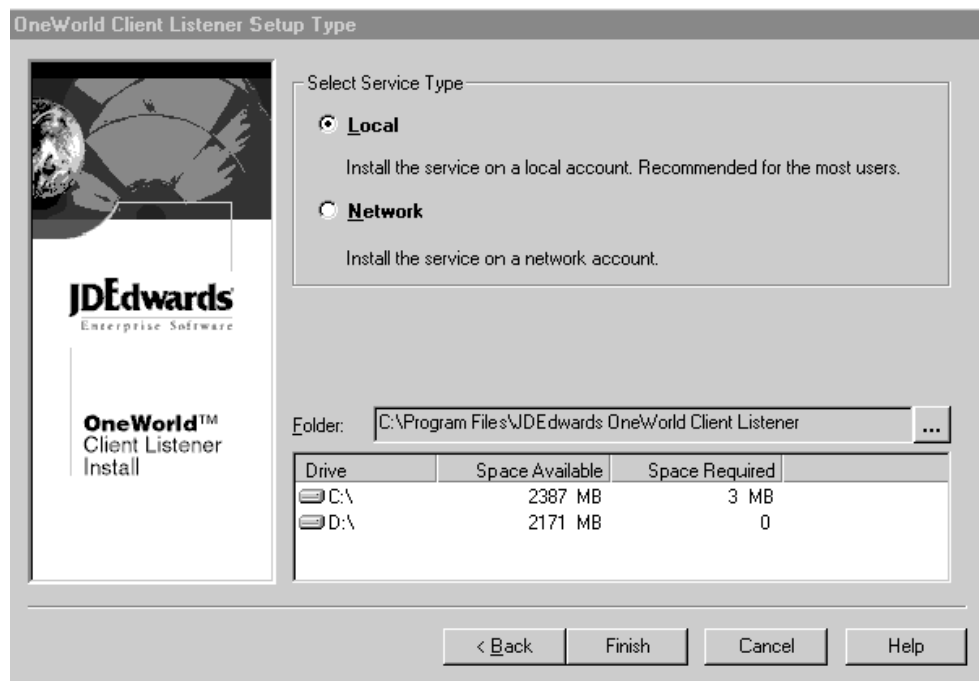 OneWorld Client Listener Setup Type
JDEdwards
Enterprise Software
OneWorld™
Client Listener
Install
Select Service Type
Local
Install the service on a local account. Recommended for the most users.
Network
Install the service on a network account.
Folder: C:\Program Files\JDEdwards OneWorld Client Listener ...
Drive Space Available Space Required
C:\ 2387 MB 3 MB
D:\ 2171 MB 0
< Back Finish Cancel Help